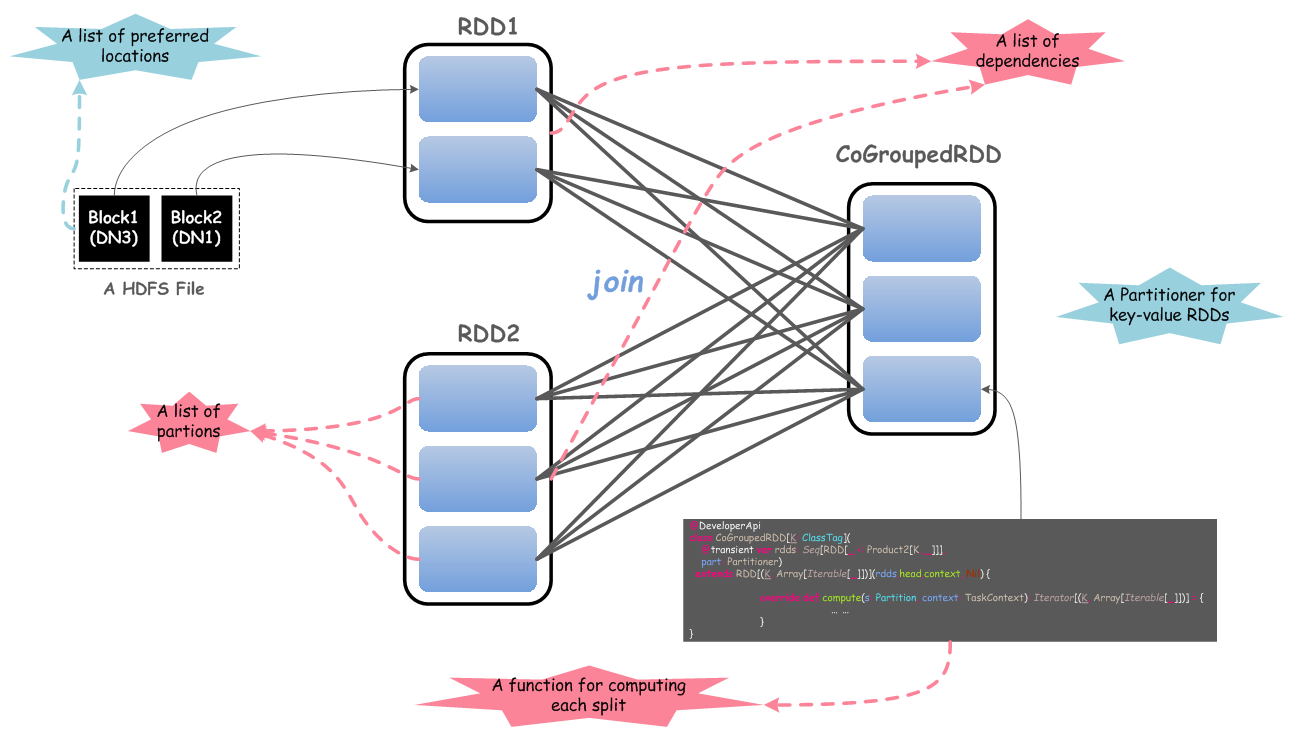 A list of preferred
locations
RDD1
A list of
dependencies
CoGroupedRDD
Block1
(DN3)
Block2
(DN1)
A HDFS File
join
A Partitioner for
key-value RDDs
RDD2
A list of
partions
DeveloperApi
class CoGroupedRDD[K ClassTag](
transient var rdds Seq[RDD[_ Product2[K _]]]
part Partitioner)
extends RDD[(K Array[Iterable[_]])](rdds head context Nil) {
override def compute(s Partition context TaskContext) Iterator[(K Array[Iterable[_]])] = {
... ...
}
}
A function for computing
each split